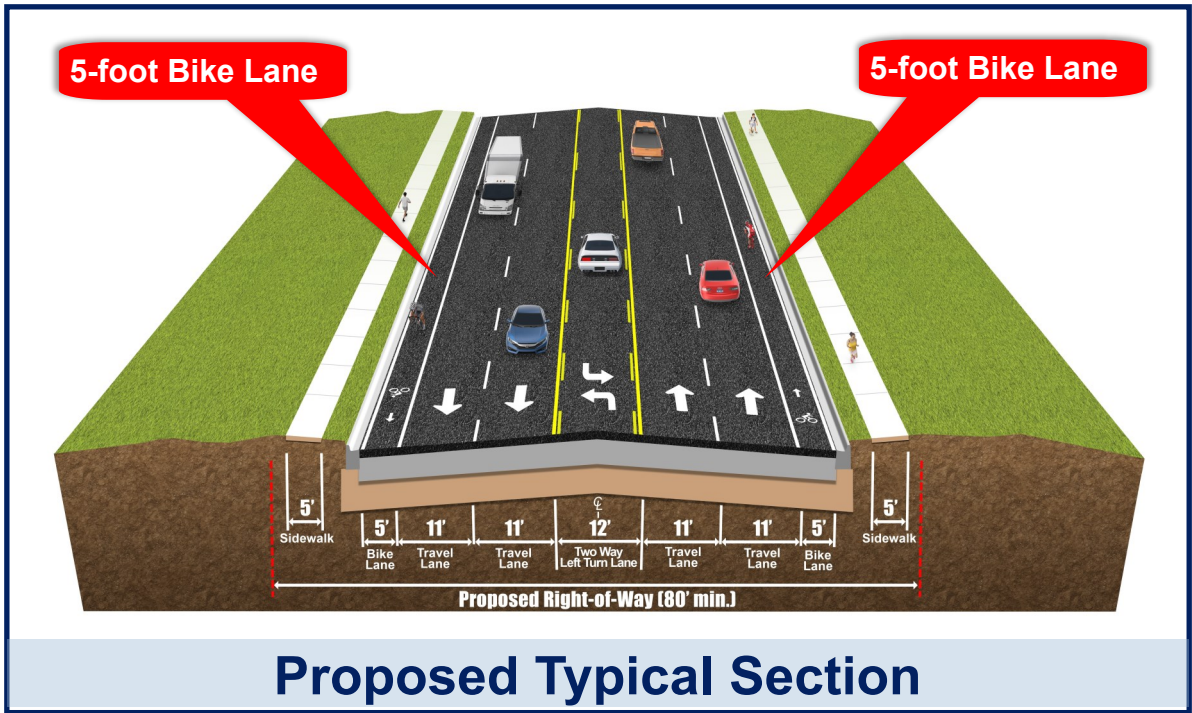 5-foot Bike Lane
5-foot Bike Lane
5'
Sidewalk
5'
Bike
Lane
11'
Travel
Lane
11'
Travel
Lane
℄
12'
Two Way
Left Turn Lane
11'
Travel
Lane
11'
Travel
Lane
5'
Bike
Lane
5'
Sidewalk
Proposed Right-of-Way (80' min.)
Proposed Typical Section